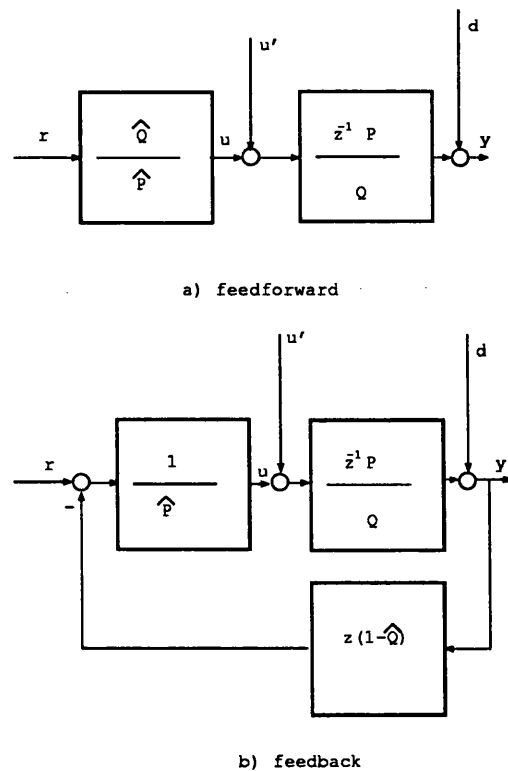 d
u'
r
Q̂
P̂
u
z̄¹ P
Q
y
a) feedforward
u'
d
r
1
P̂
u
z̄¹ P
Q
y
-
z(1-Q̂)
b) feedback